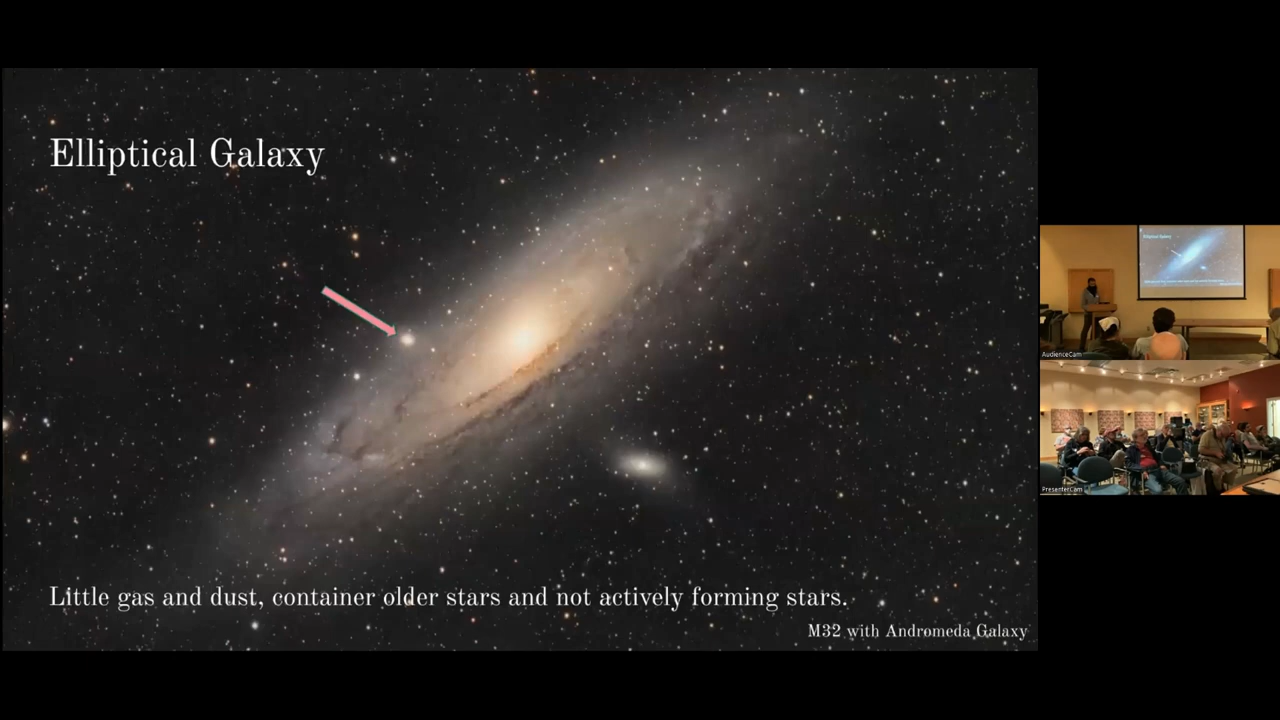 Elliptical Galaxy
Little gas and dust, container older stars and not actively forming stars.
M32 with Andromeda Galaxy
AudienceCam
PresenterCam